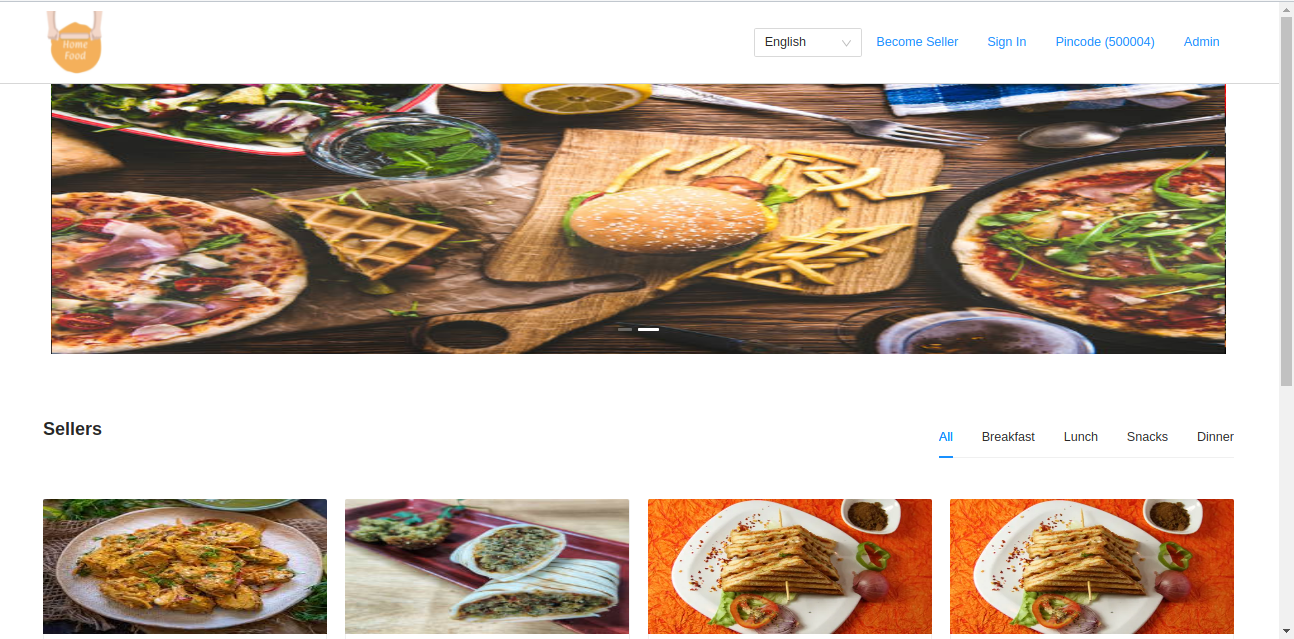 Home
Food
English
Become Seller
Sign In
Pincode (500004)
Admin
Sellers
All
Breakfast
Lunch
Snacks
Dinner